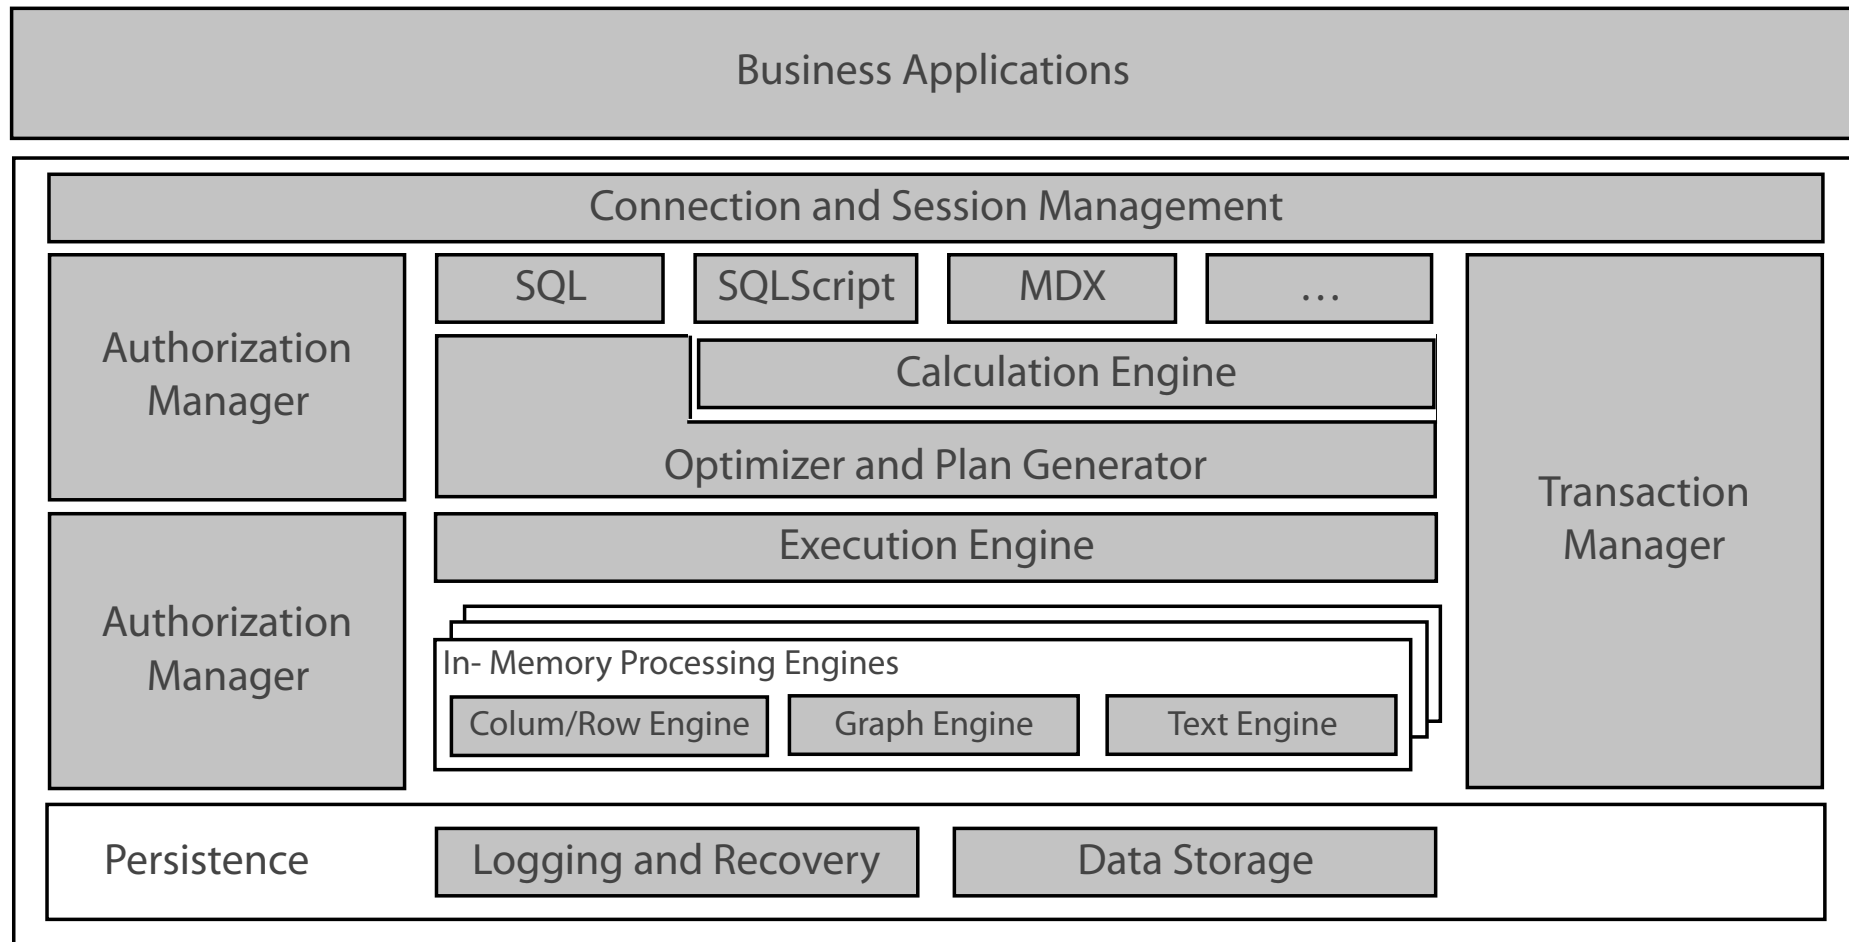 Business Applications
Connection and Session Management
Authorization
Manager
SQL
SQLScript
MDX
...
Calculation Engine
Optimizer and Plan Generator
Transaction
Manager
Authorization
Manager
Execution Engine
In- Memory Processing Engines
Colum/Row Engine
Graph Engine
Text Engine
Persistence
Logging and Recovery
Data Storage